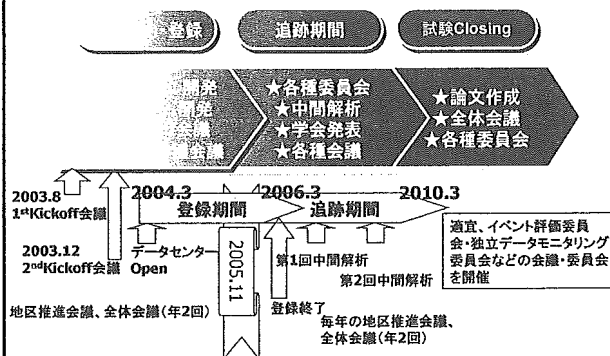 登録
追跡期間
試験Closing
開発
開発
会議
会議
★各種委員会
★中間解析
★学会発表
★各種会議
★論文作成
★全体会議
★各種委員会
2003.8
1stKickoff会議
2003.12
2ndKickoff会議
2004.3
2006.3
2010.3
登録期間
追跡期間
データセンター
Open
2005.11
第1回中間解析
第2回中間解析
登録終了
適宜、イベント評価委員
会・独立データモニタリング
委員会などの会議・委員会
を開催
地区推進会議、全体会議(年2回)
毎年の地区推進会議、
全体会議(年2回)